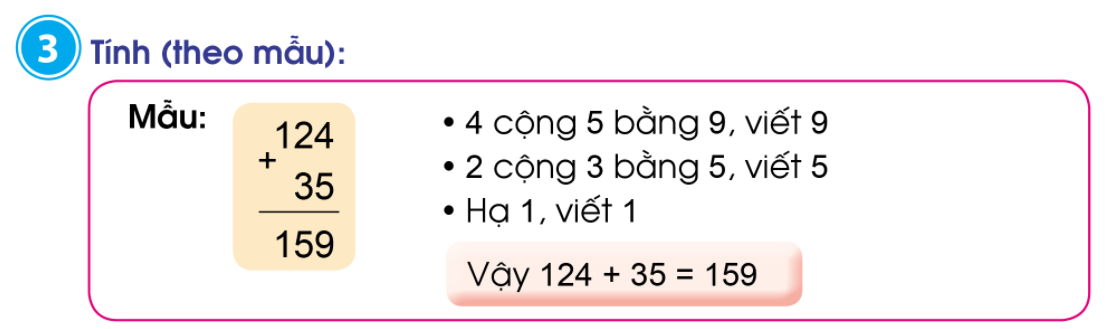 3 Tính (theo mẫu):
Mẫu:
124
+
35
159
• 4 cộng 5 bằng 9, viết 9
• 2 cộng 3 bằng 5, viết 5
• Hạ 1, viết 1
Vậy 124 + 35 = 159